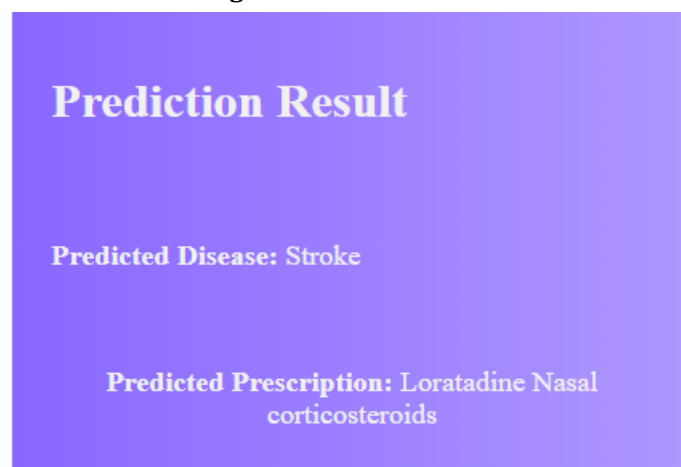 Prediction Result
Predicted Disease: Stroke
Predicted Prescription: Loratadine Nasal
corticosteroids